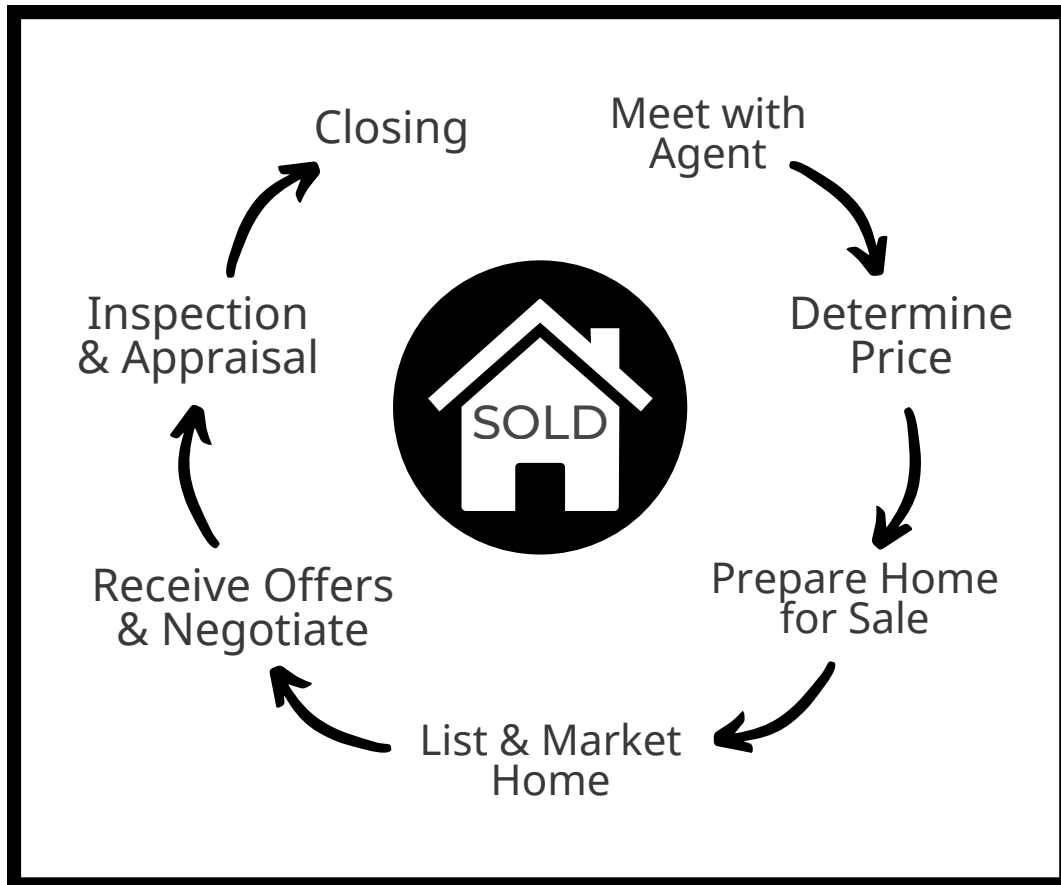 Meet with
Agent
Determine
Price
Prepare Home
for Sale
List & Market
Home
Receive Offers
& Negotiate
Inspection
& Appraisal
Closing
SOLD